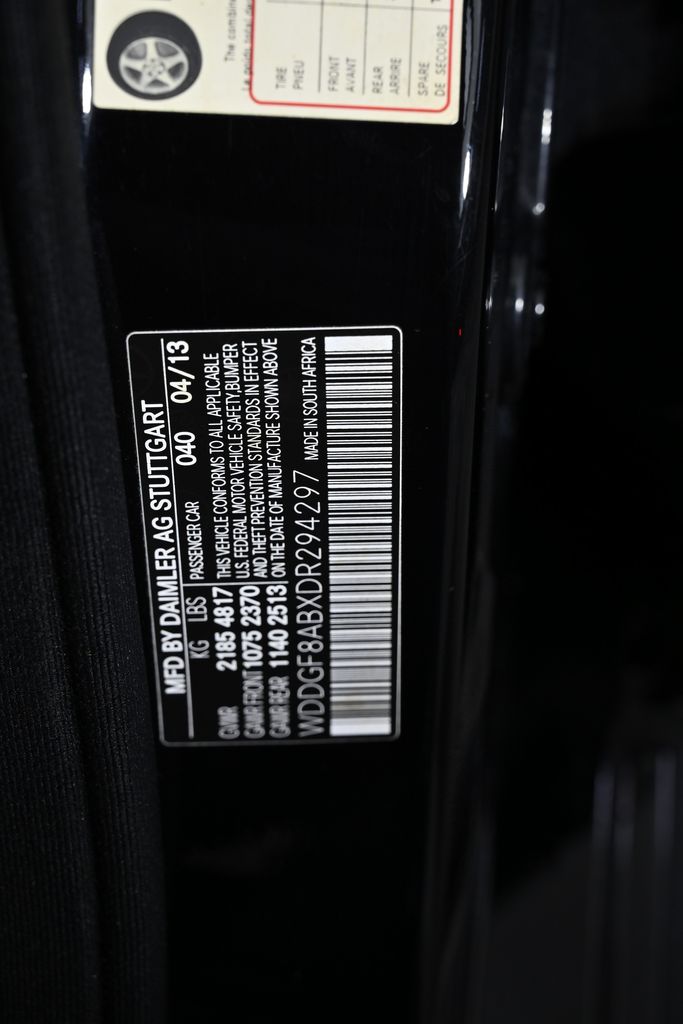 The combine
TIRE
PNEU
FRONT
AVANT
REAR
ARRIRE
SPARE
DE SECOURS
MFD BY DAIMLER AG STUTTGART
KG LBS PASSENGER CAR 040 04/13
GVWR 2185 4817 THIS VEHICLE CONFORMS TO ALL APPLICABLE
GAWR FRONT 1075 2370 U.S. FEDERAL MOTOR VEHICLE SAFETY,BUMPER
GAWR REAR 1140 2513 AND THEFT PREVENTION STANDARDS IN EFFECT
ON THE DATE OF MANUFACTURE SHOWN ABOVE
WDDGF8ABXDR294297 MADE IN SOUTH AFRICA